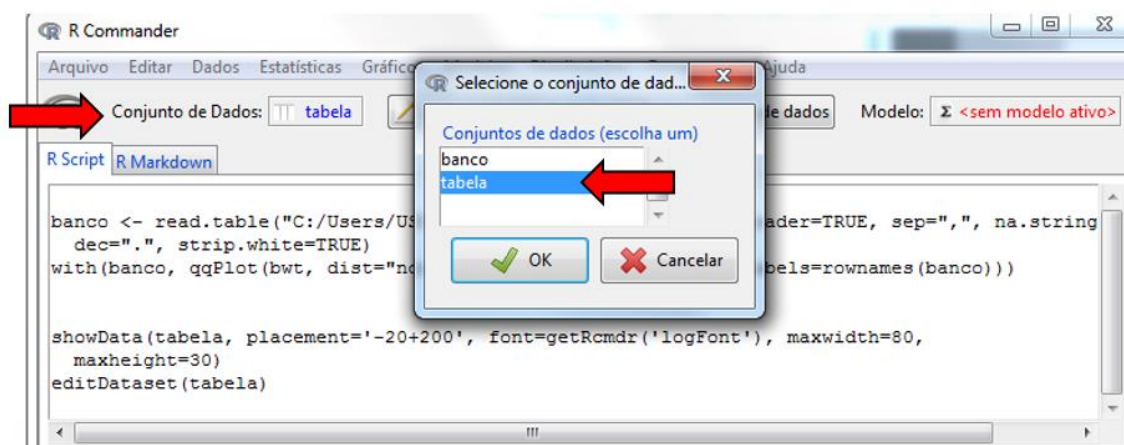 R Commander
Arquivo Editar Dados Estatísticas Gráfico Ajuda
Conjunto de Dados: tabela de dados Modelo: Σ <sem modelo ativo>
R Script R Markdown
Selecione o conjunto de dad...
Conjuntos de dados (escolha um)
banco
tabela
OK Cancelar
banco <- read.table("C:/Users/US ader=TRUE, sep=",", na.string
dec=".", strip.white=TRUE)
with(banco, qqPlot(bwt, dist="no bels=rownames(banco)))
showData(tabela, placement='-20+200', font=getRcmdr('logFont'), maxwidth=80,
maxheight=30)
editDataset(tabela)